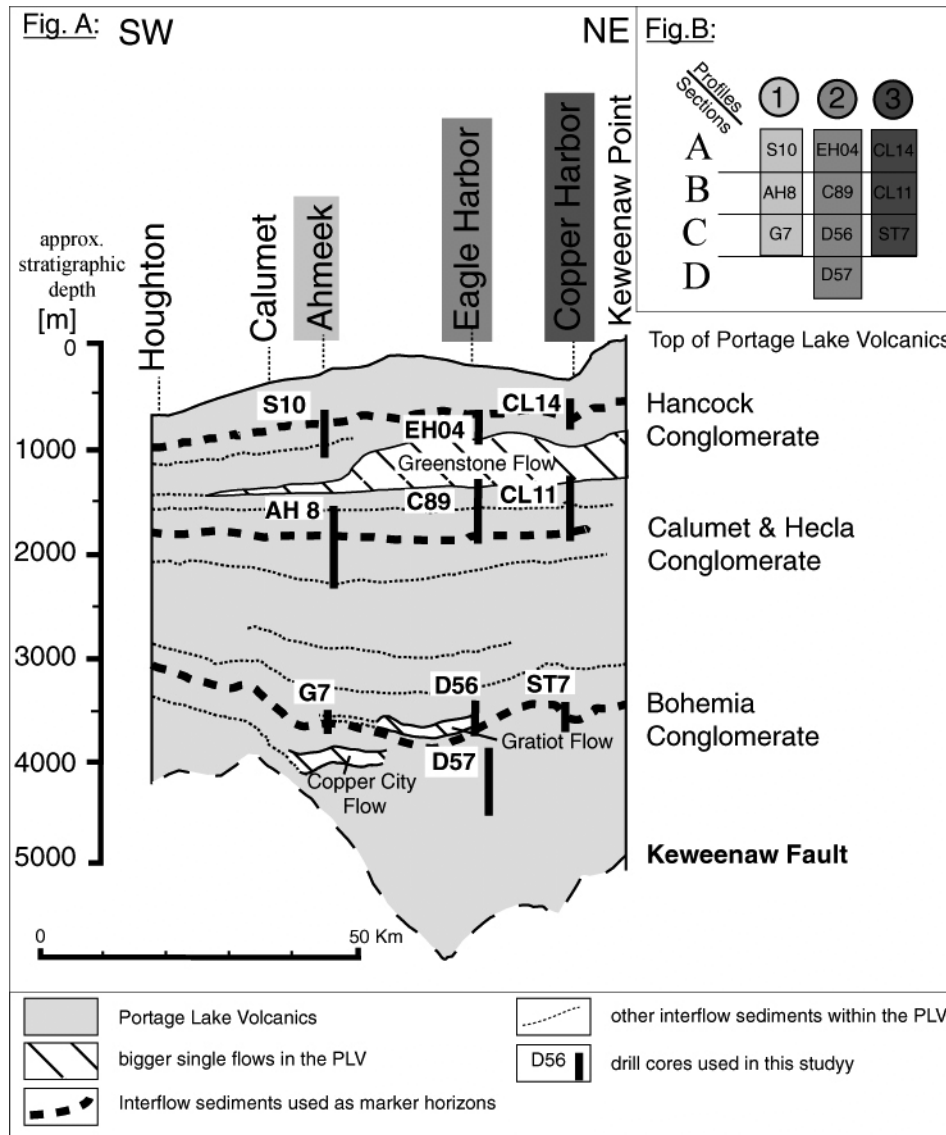 Fig. A: SW NE
Fig.B:
Profiles
Sections
1 2 3
A S10 EH04 CL14
B AH8 C89 CL11
C G7 D56 ST7
D D57
Houghton
Calumet
Ahmeek
Eagle Harbor
Copper Harbor
Keweenaw Point
approx.
stratigraphic
depth
[m]
0
1000
2000
3000
4000
5000
Top of Portage Lake Volcanics
Hancock
Conglomerate
Calumet & Hecla
Conglomerate
Bohemia
Conglomerate
Keweenaw Fault
S10
CL14
EH04
Greenstone Flow
AH 8
C89
CL11
G7
D56
ST7
Gratiot Flow
D57
Copper City
Flow
0 50 Km
Portage Lake Volcanics
bigger single flows in the PLV
Interflow sediments used as marker horizons
other interflow sediments within the PLV
D56 drill cores used in this studyy